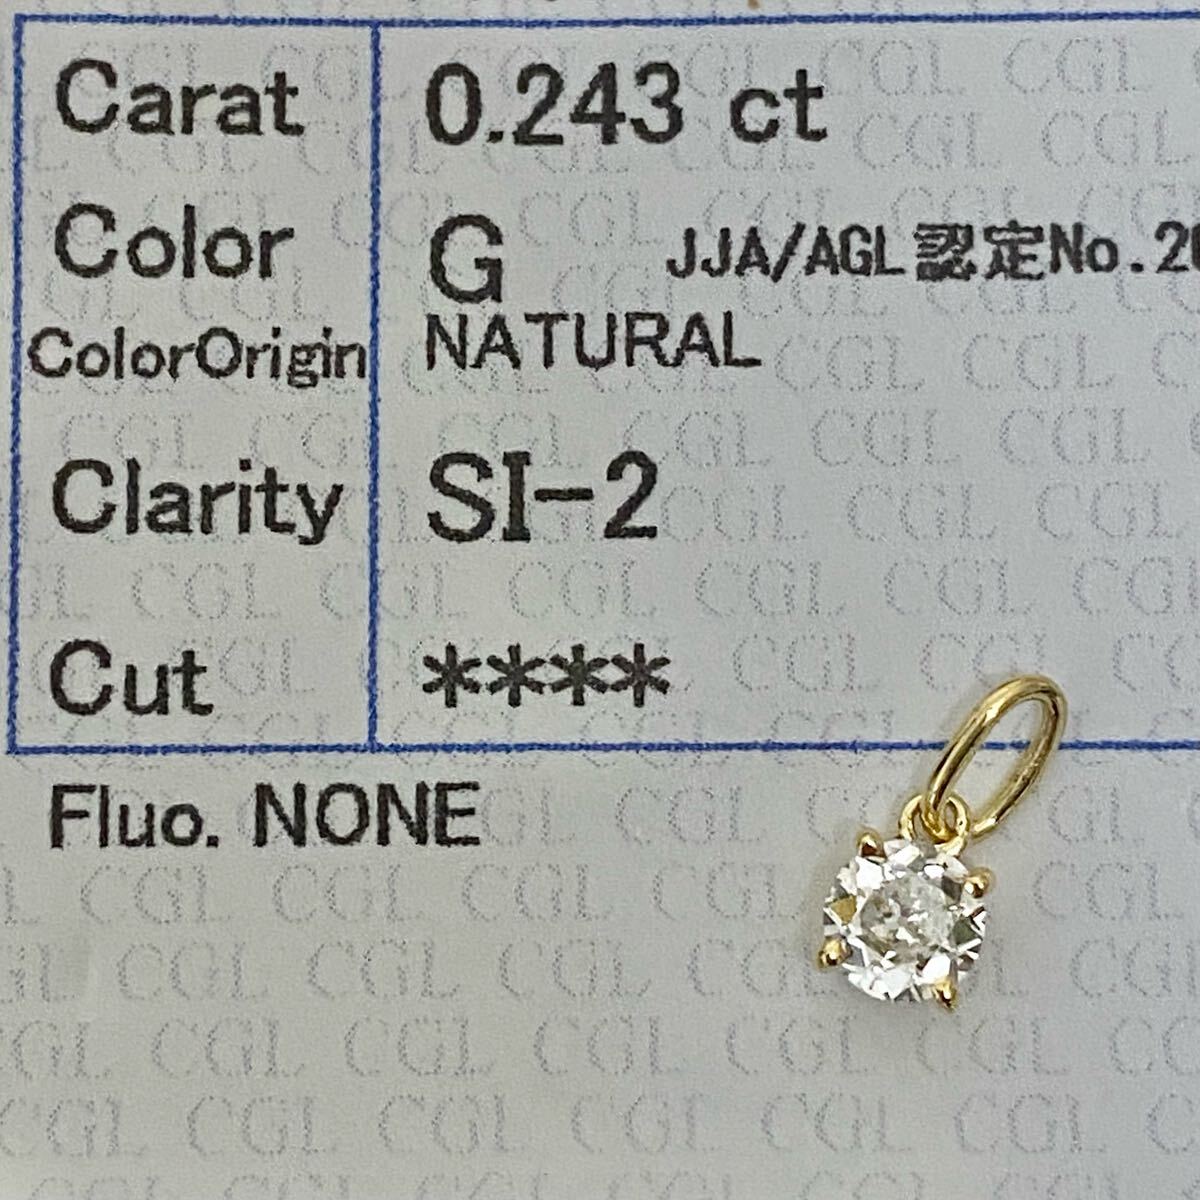 Carat 0.243 ct
Color G JJA/AGL認定No.20
ColorOrigin NATURAL
Clarity SI-2
Cut ****
Fluo. NONE